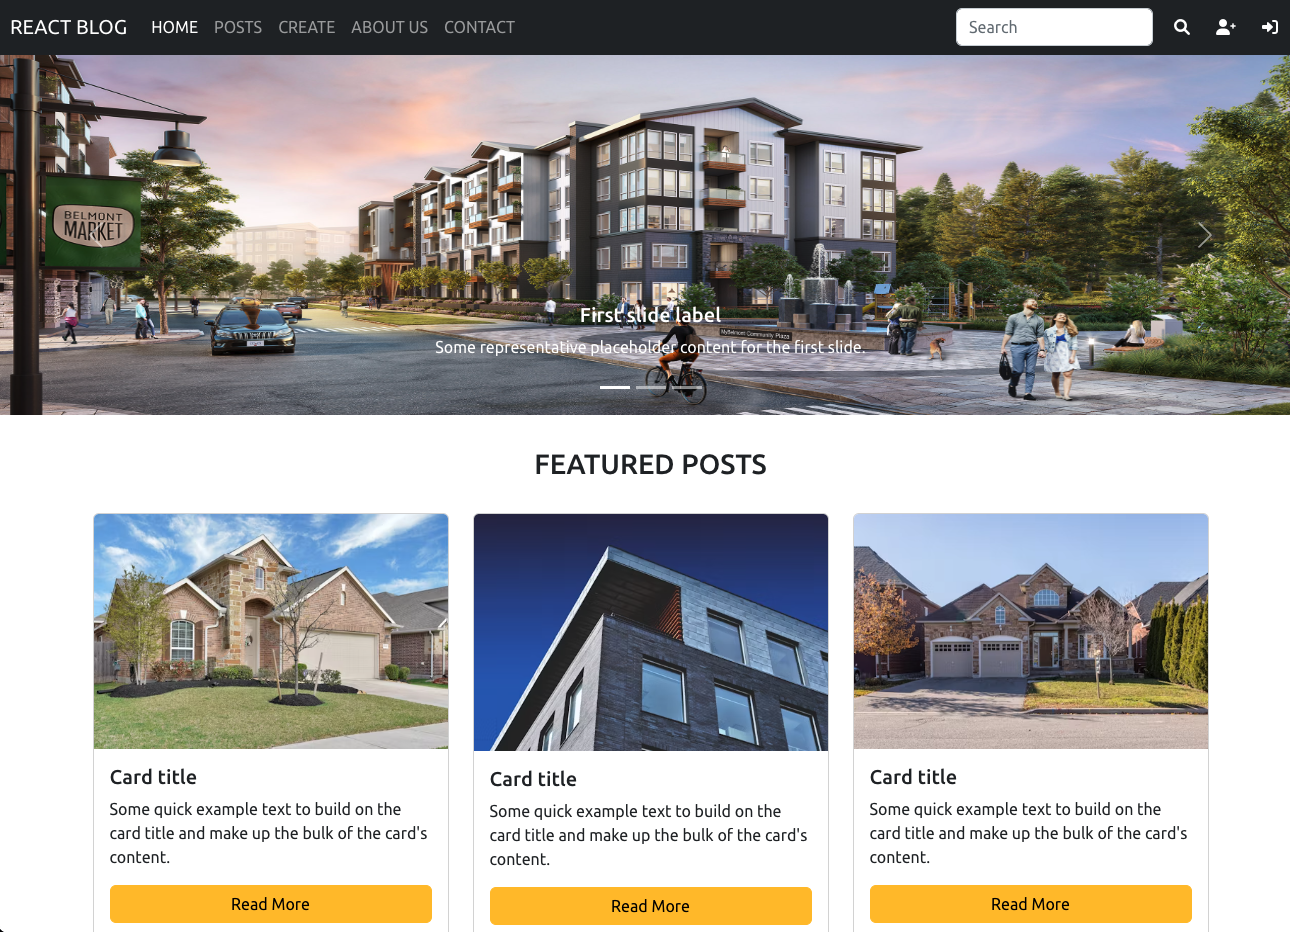 REACT BLOG HOME POSTS CREATE ABOUT US CONTACT Search
BELMONT
MARKET
First slide label
MyBelmont Community Plaza
Some representative placeholder content for the first slide.
FEATURED POSTS
Card title
Some quick example text to build on the
card title and make up the bulk of the card's
content.
Read More
Card title
Some quick example text to build on the
card title and make up the bulk of the card's
content.
Read More
Card title
Some quick example text to build on the
card title and make up the bulk of the card's
content.
Read More